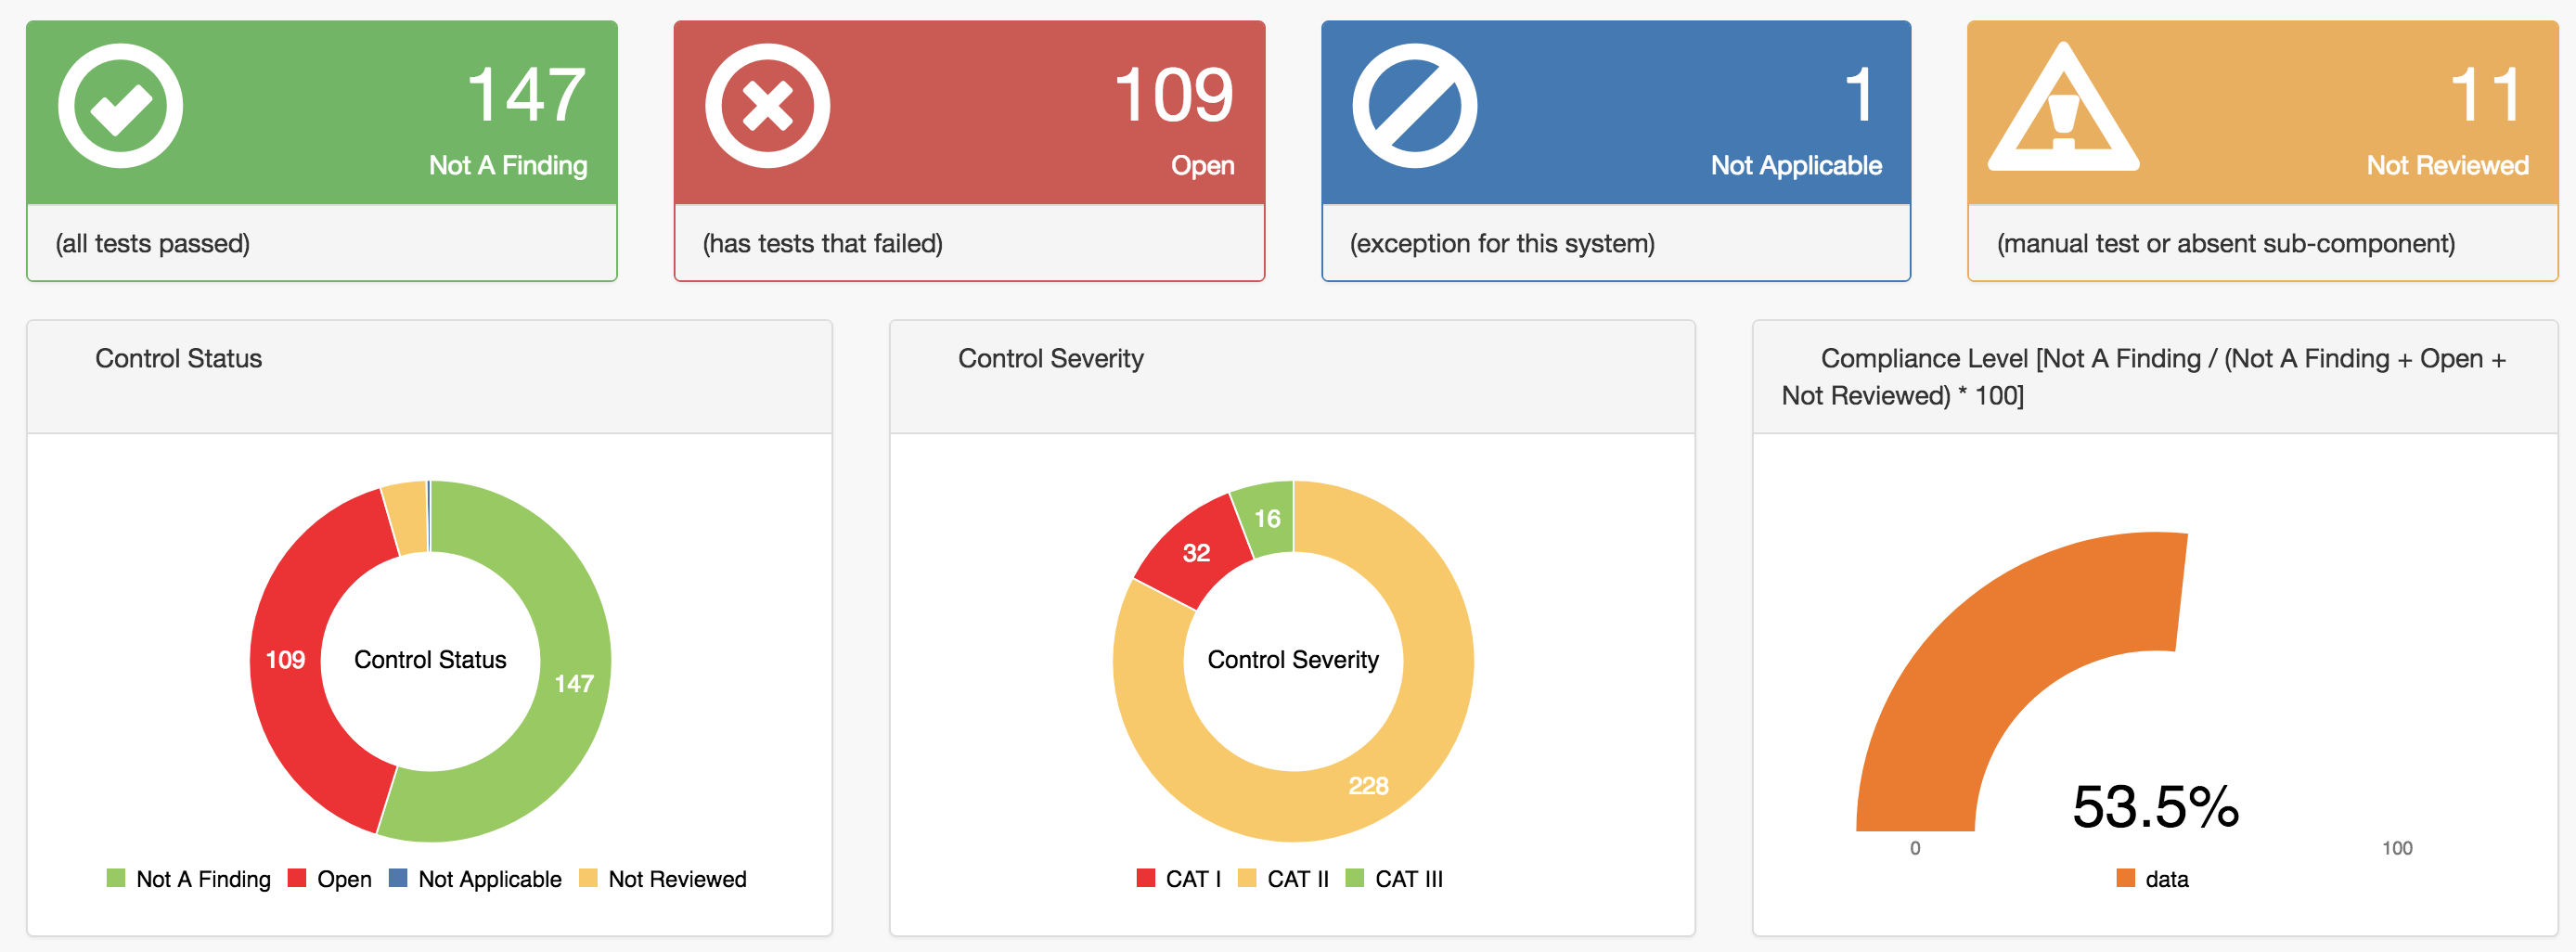 147
Not A Finding
(all tests passed)
109
Open
(has tests that failed)
1
Not Applicable
(exception for this system)
11
Not Reviewed
(manual test or absent sub-component)
Control Status
109
Control Status
147
Not A Finding Open Not Applicable Not Reviewed
Control Severity
16
32
Control Severity
228
CAT I CAT II CAT III
Compliance Level [Not A Finding / (Not A Finding + Open +
Not Reviewed) * 100]
53.5%
0 100
data